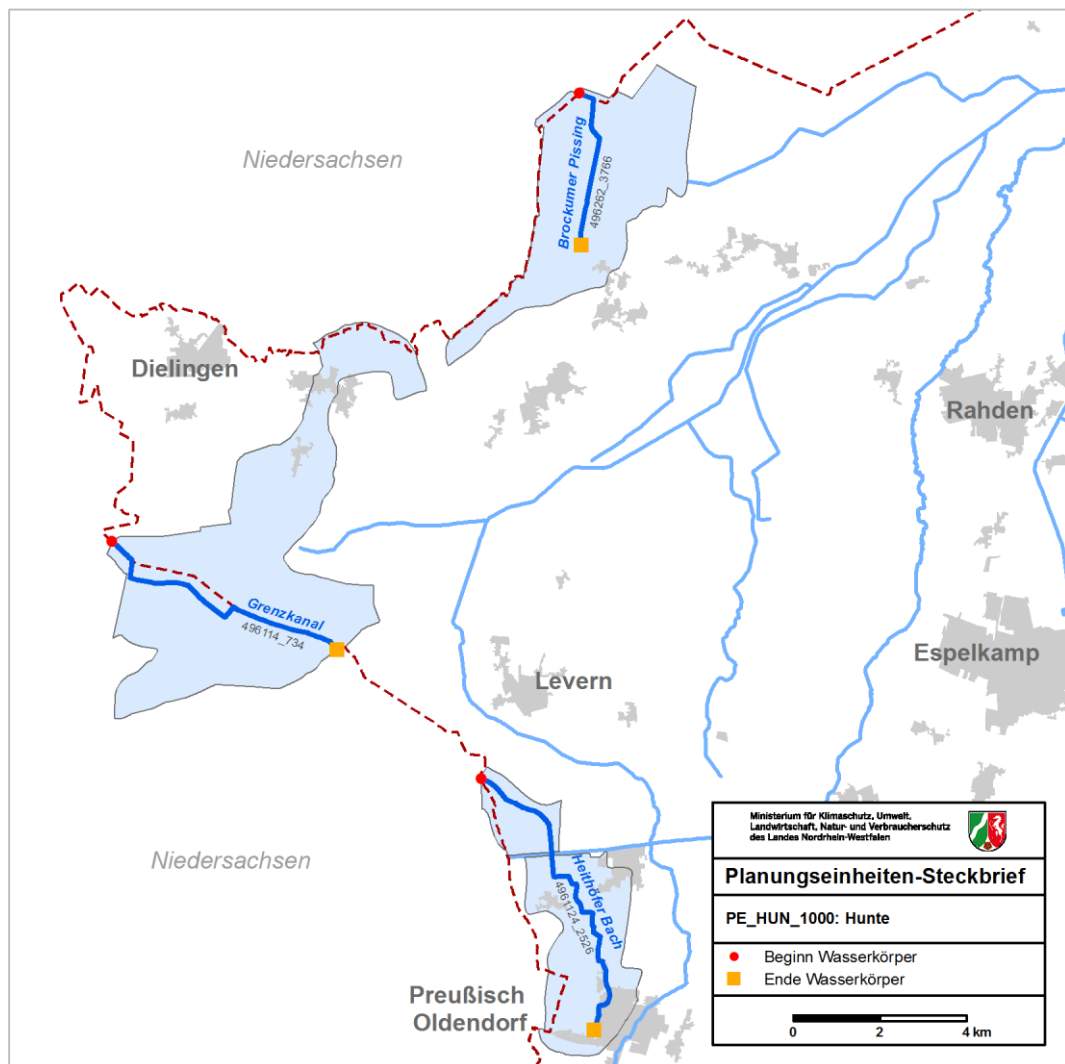 Niedersachsen
Brockumer Pissing
496262_3766
Dielingen
Rahden
Grenzkanal
496114_734
Espelkamp
Levern
Niedersachsen
Heithöfer Bach
4961124_2526
Preußisch
Oldendorf
Ministerium für Klimaschutz, Umwelt,
Landwirtschaft, Natur- und Verbraucherschutz
des Landes Nordrhein-Westfalen
Planungseinheiten-Steckbrief
PE_HUN_1000: Hunte
Beginn Wasserkörper
Ende Wasserkörper
0 2 4 km